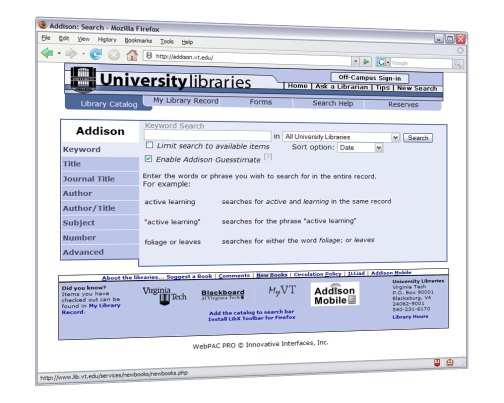 Addison: Search - Mozilla Firefox
File Edit View History Bookmarks Tools Help
http://addison.vt.edu/
Google
University libraries
Off-Campus Sign-in
Home | Ask a Librarian | Tips | New Search
Library Catalog My Library Record Forms Search Help Reserves
Addison
Keyword Search
in All University Libraries Search
Limit search to available items Sort option: Date
Enable Addison Guesstimate [?]
Keyword
Title
Journal Title
Author
Author/Title
Subject
Number
Advanced
Enter the words or phrase you wish to search for in the entire record.
For example:
active learning searches for active and learning in the same record
"active learning" searches for the phrase "active learning"
foliage or leaves searches for either the word foliage; or leaves
About the libraries... Suggest a Book | Comments | New Books | Circulation Policy | ILLiad | Addison Mobile
Did you know?
Items you have
checked out can be
found in My Library
Record.
Virginia Tech
Blackboard
at Virginia Tech
MyVT
Addison
Mobile
Add the catalog to search bar
Install LibX Toolbar for Firefox
University Libraries
Virginia Tech
P.O. Box 90001
Blacksburg, VA
24062-9001
540-231-6170
Library Hours
WebPAC PRO © Innovative Interfaces, Inc.
http://www.lib.vt.edu/services/newbooks/newbooks.php